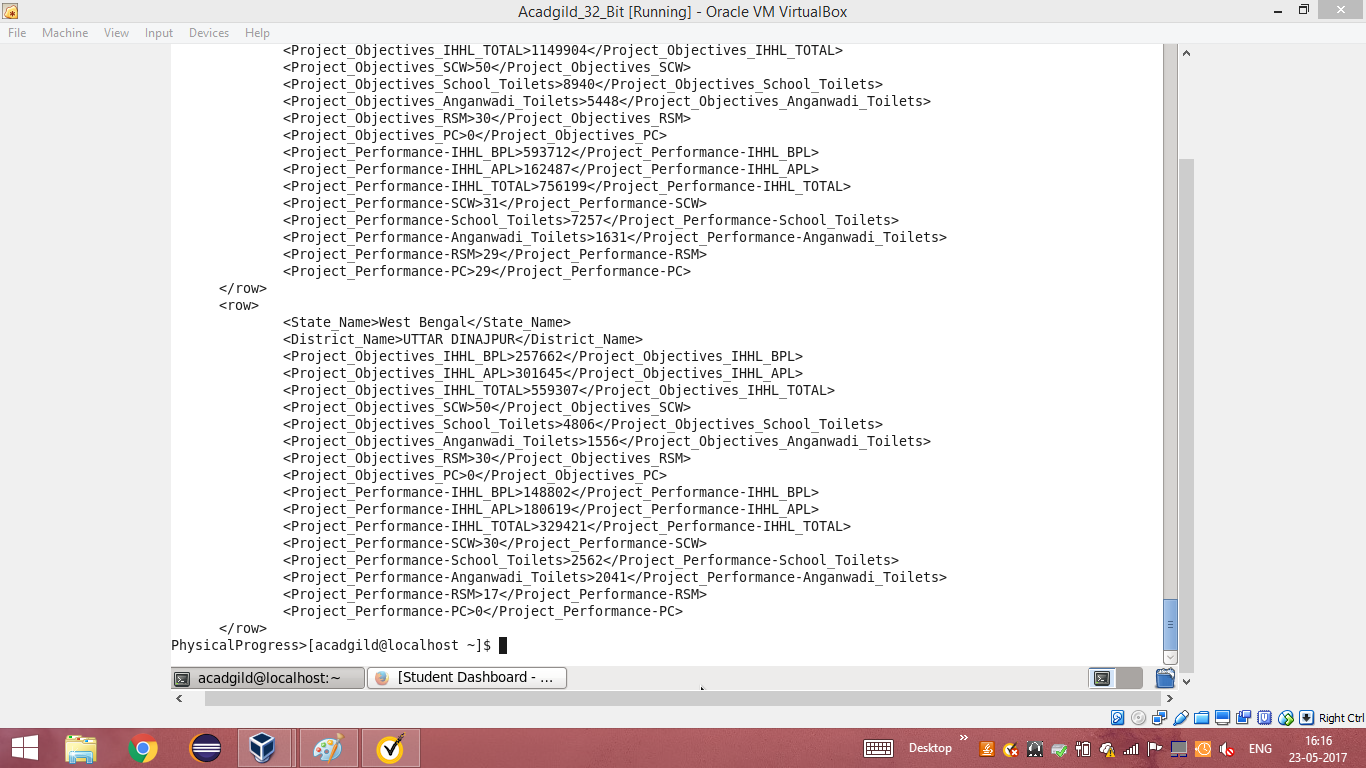 Acadgild_32_Bit [Running] - Oracle VM VirtualBox
File Machine View Input Devices Help
<Project_Objectives_IHHL_TOTAL>1149904</Project_Objectives_IHHL_TOTAL>
<Project_Objectives_SCW>50</Project_Objectives_SCW>
<Project_Objectives_School_Toilets>8940</Project_Objectives_School_Toilets>
<Project_Objectives_Anganwadi_Toilets>5448</Project_Objectives_Anganwadi_Toilets>
<Project_Objectives_RSM>30</Project_Objectives_RSM>
<Project_Objectives_PC>0</Project_Objectives_PC>
<Project_Performance-IHHL_BPL>593712</Project_Performance-IHHL_BPL>
<Project_Performance-IHHL_APL>162487</Project_Performance-IHHL_APL>
<Project_Performance-IHHL_TOTAL>756199</Project_Performance-IHHL_TOTAL>
<Project_Performance-SCW>31</Project_Performance-SCW>
<Project_Performance-School_Toilets>7257</Project_Performance-School_Toilets>
<Project_Performance-Anganwadi_Toilets>1631</Project_Performance-Anganwadi_Toilets>
<Project_Performance-RSM>29</Project_Performance-RSM>
<Project_Performance-PC>29</Project_Performance-PC>
</row>
<row>
<State_Name>West Bengal</State_Name>
<District_Name>UTTAR DINAJPUR</District_Name>
<Project_Objectives_IHHL_BPL>257662</Project_Objectives_IHHL_BPL>
<Project_Objectives_IHHL_APL>301645</Project_Objectives_IHHL_APL>
<Project_Objectives_IHHL_TOTAL>559307</Project_Objectives_IHHL_TOTAL>
<Project_Objectives_SCW>50</Project_Objectives_SCW>
<Project_Objectives_School_Toilets>4806</Project_Objectives_School_Toilets>
<Project_Objectives_Anganwadi_Toilets>1556</Project_Objectives_Anganwadi_Toilets>
<Project_Objectives_RSM>30</Project_Objectives_RSM>
<Project_Objectives_PC>0</Project_Objectives_PC>
<Project_Performance-IHHL_BPL>148802</Project_Performance-IHHL_BPL>
<Project_Performance-IHHL_APL>180619</Project_Performance-IHHL_APL>
<Project_Performance-IHHL_TOTAL>329421</Project_Performance-IHHL_TOTAL>
<Project_Performance-SCW>30</Project_Performance-SCW>
<Project_Performance-School_Toilets>2562</Project_Performance-School_Toilets>
<Project_Performance-Anganwadi_Toilets>2041</Project_Performance-Anganwadi_Toilets>
<Project_Performance-RSM>17</Project_Performance-RSM>
<Project_Performance-PC>0</Project_Performance-PC>
</row>
PhysicalProgress>[acadgild@localhost ~]$
acadgild@localhost:~ [Student Dashboard - ...
Right Ctrl
Desktop ENG 16:16
23-05-2017